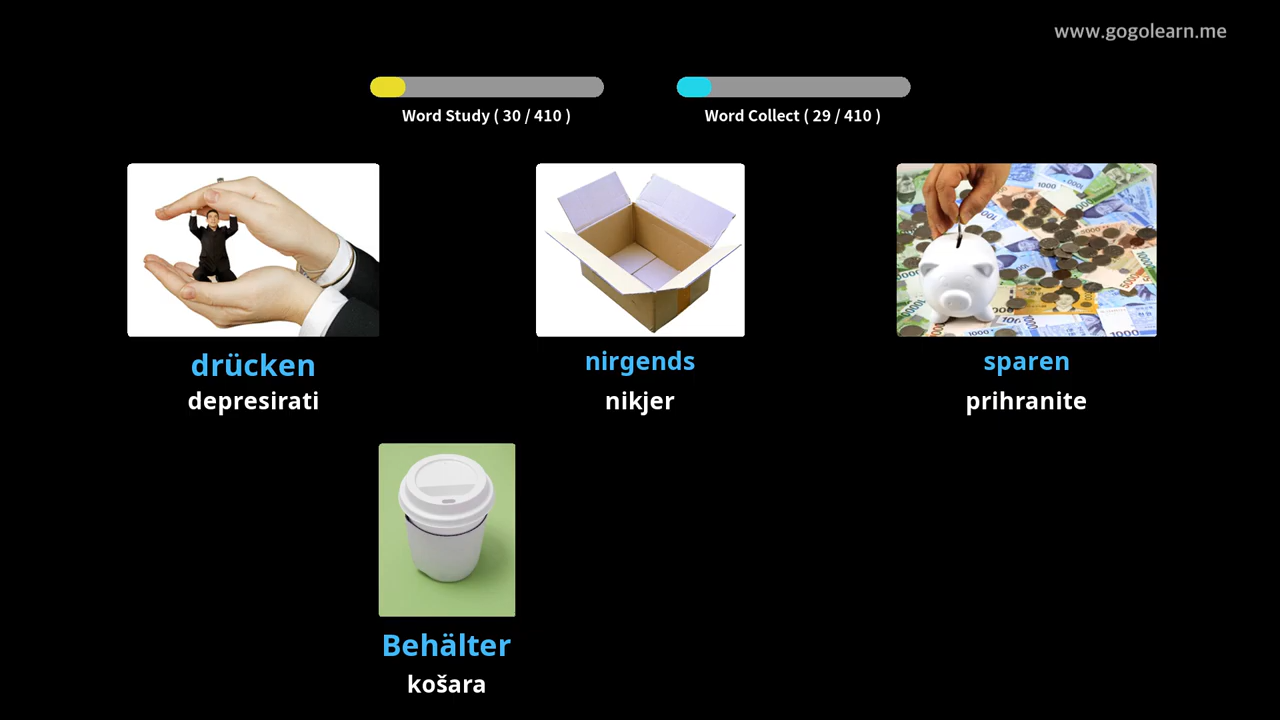 www.gogolearn.me
Word Study ( 30 / 410 )
Word Collect ( 29 / 410 )
drücken
depresirati
nirgends
nikjer
sparen
prihranite
Behälter
košara